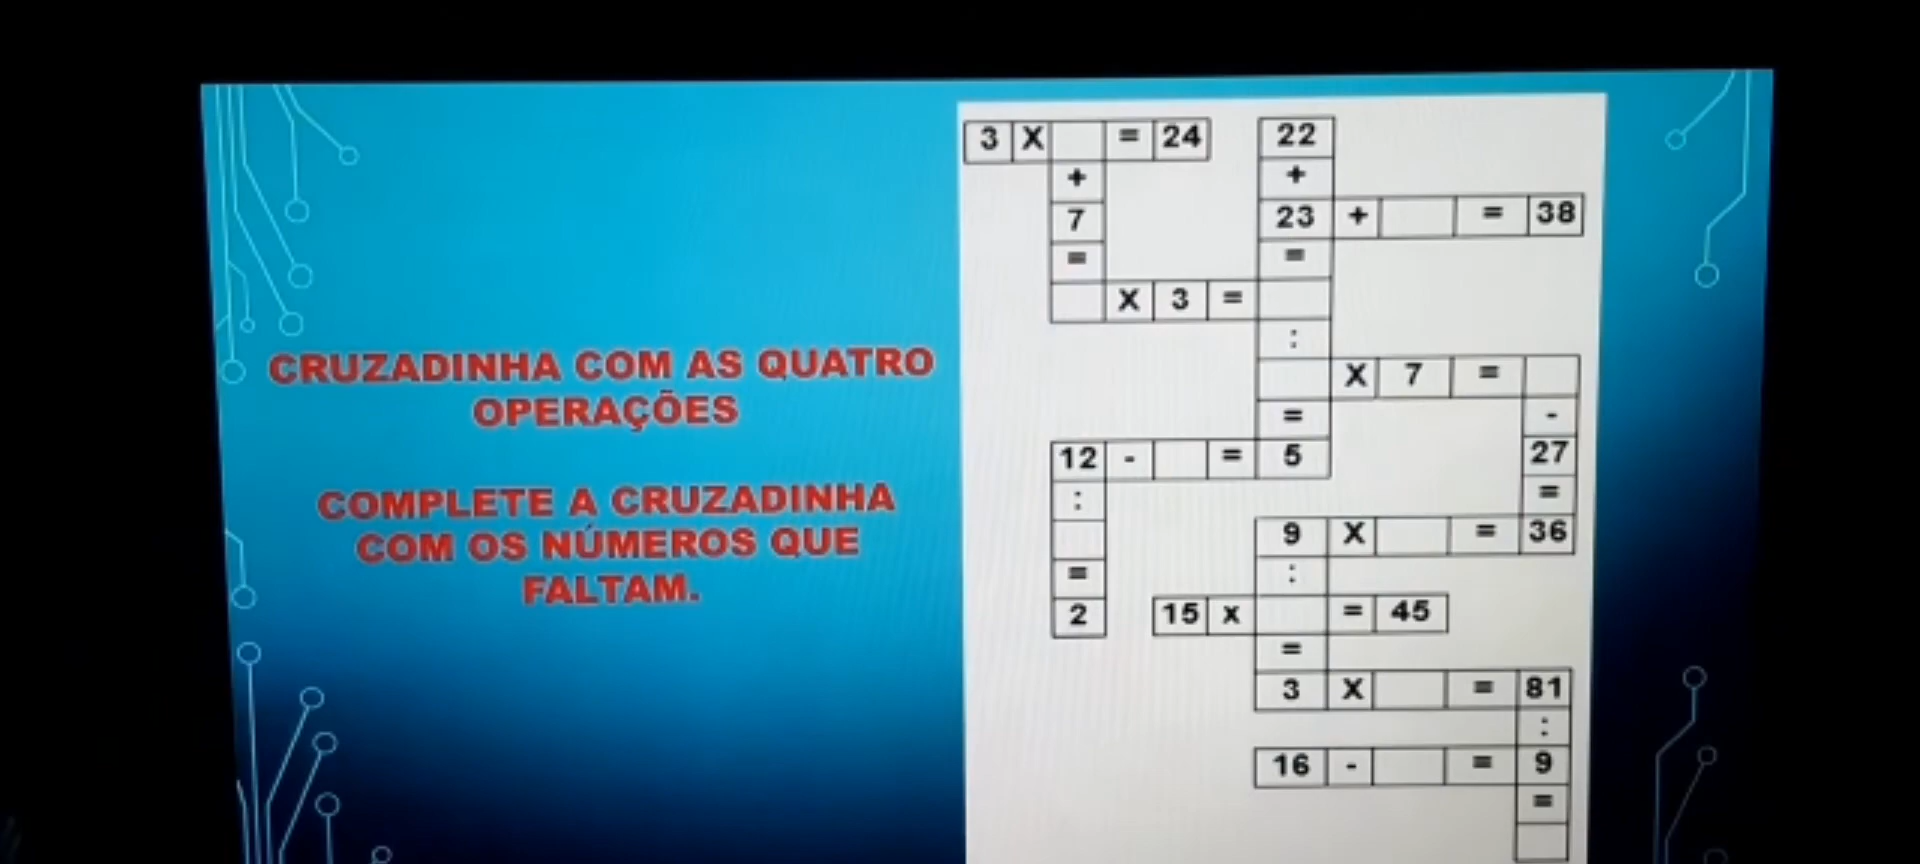 CRUZADINHA COM AS QUATRO
OPERAÇÕES
COMPLETE A CRUZADINHA
COM OS NÚMEROS QUE
FALTAM.
3 X = 24 22
+ +
7 23 + = 38
= =
X 3 =
:
X 7 =
= -
12 - = 5 27
: =
9 X = 36
= :
2 15 x = 45
=
3 X = 81
:
16 - = 9
=